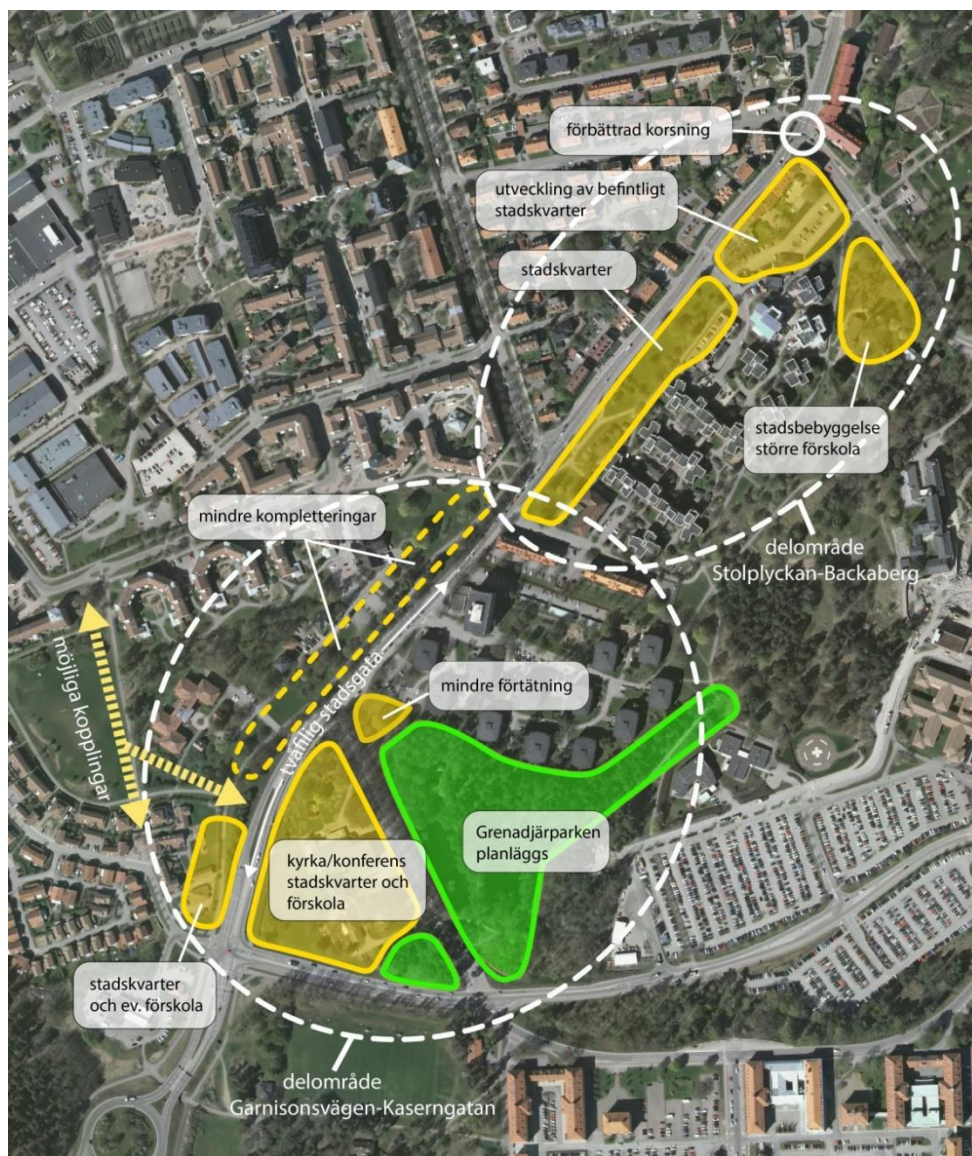 förbättrad korsning
utveckling av befintligt
stadskvarter
stadskvarter
stadsbebyggelse
större förskola
mindre kompletteringar
delområde
Stolplyckan-Backaberg
möjliga kopplingar
tvåfilig stadsgata
mindre förtätning
Grenadjärparken
planläggs
kyrka/konferens
stadskvarter och
förskola
stadskvarter
och ev. förskola
delområde
Garnisonsvägen-Kaserngatan